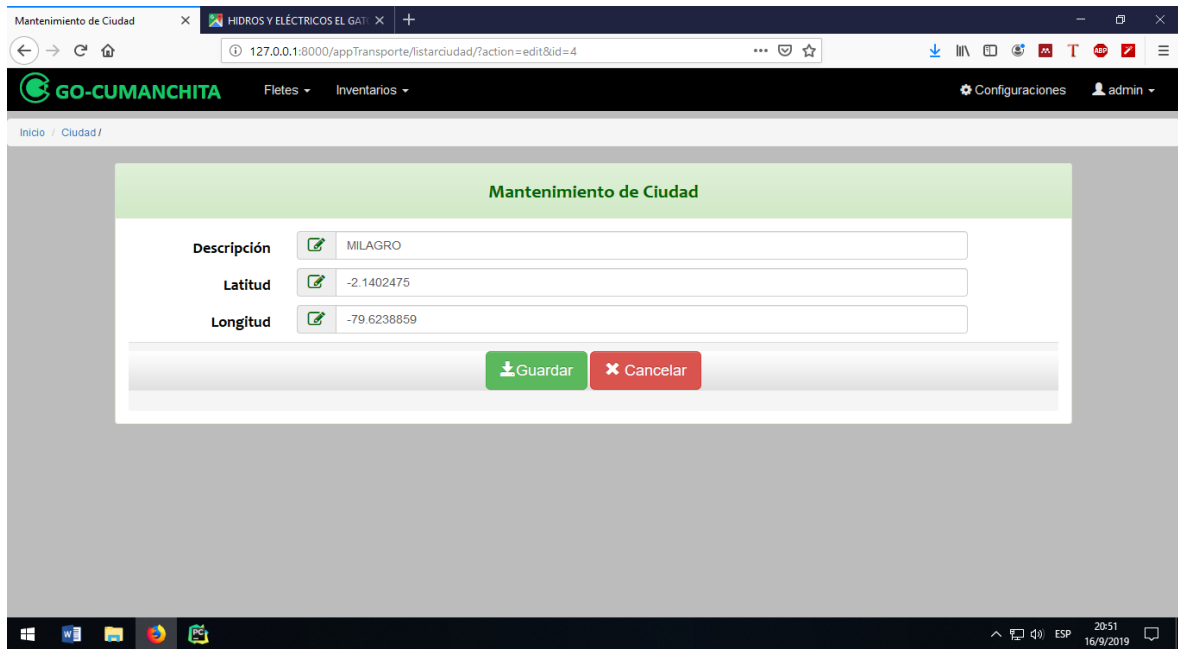 Mantenimiento de Ciudad
HIDROS Y ELÉCTRICOS EL GAT
127.0.0.1:8000/appTransporte/listarciudad/?action=edit&id=4
T
ABP
GO-CUMANCHITA
Fletes
Inventarios
Configuraciones
admin
Inicio / Ciudad /
Mantenimiento de Ciudad
Descripción
MILAGRO
Latitud
-2.1402475
Longitud
-79.6238859
Guardar
Cancelar
W
PC
ESP
20:51
16/9/2019